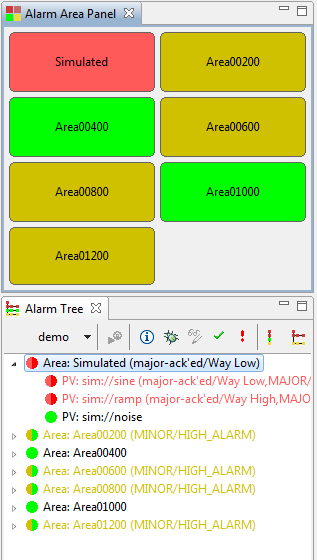 Alarm Area Panel
Simulated
Area00200
Area00400
Area00600
Area00800
Area01000
Area01200
Alarm Tree
demo
Area: Simulated (major-ack'ed/Way Low)
PV: sim://sine (major-ack'ed/Way Low,MAJOR/
PV: sim://ramp (major-ack'ed/Way High,MAJO
PV: sim://noise
Area: Area00200 (MINOR/HIGH_ALARM)
Area: Area00400
Area: Area00600 (MINOR/HIGH_ALARM)
Area: Area00800 (MINOR/HIGH_ALARM)
Area: Area01000
Area: Area01200 (MINOR/HIGH_ALARM)